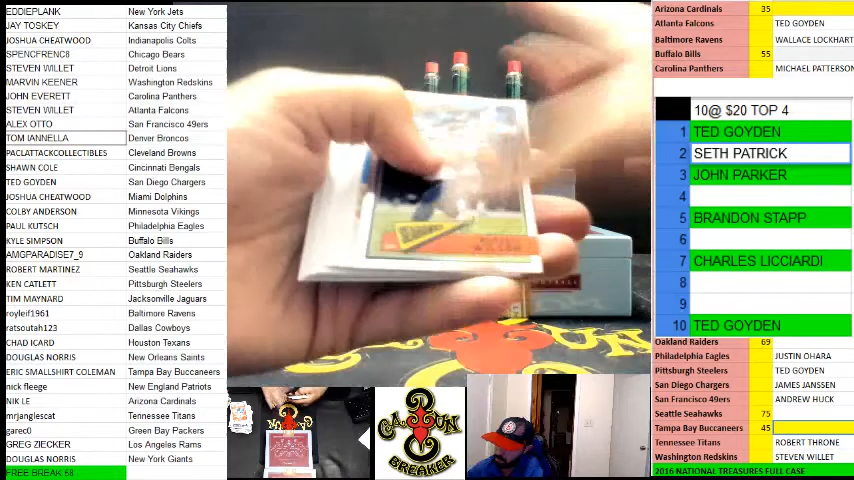 EDDIEPLANK New York Jets
JAY TOSKEY Kansas City Chiefs
JOSHUA CHEATWOOD Indianapolis Colts
SPENCFRENC8 Chicago Bears
STEVEN WILLET Detroit Lions
MARVIN KEENER Washington Redskins
JOHN EVERETT Carolina Panthers
STEVEN WILLET Atlanta Falcons
ALEX OTTO San Francisco 49ers
TOM IANNELLA Denver Broncos
PACLATTACKCOLLECTIBLES Cleveland Browns
SHAWN COLE Cincinnati Bengals
TED GOYDEN San Diego Chargers
JOSHUA CHEATWOOD Miami Dolphins
COLBY ANDERSON Minnesota Vikings
PAUL KUTSCH Philadelphia Eagles
KYLE SIMPSON Buffalo Bills
AMGPARADISE7_9 Oakland Raiders
ROBERT MARTINEZ Seattle Seahawks
KEN CATLETT Pittsburgh Steelers
TIM MAYNARD Jacksonville Jaguars
royleif1961 Baltimore Ravens
ratsoutah123 Dallas Cowboys
CHAD ICARD Houston Texans
DOUGLAS NORRIS New Orleans Saints
ERIC SMALLSHIRT COLEMAN Tampa Bay Buccaneers
nick fleege New England Patriots
NIK LE Arizona Cardinals
mrjanglescat Tennessee Titans
garec0 Green Bay Packers
GREG ZIECKER Los Angeles Rams
DOUGLAS NORRIS New York Giants
FREE BREAK 58
CA GUN
BREAKER
Arizona Cardinals 35
Atlanta Falcons TED GOYDEN
Baltimore Ravens WALLACE LOCKHART
Buffalo Bills 55
Carolina Panthers MICHAEL PATTERSON
10@ $20 TOP 4
1 TED GOYDEN
2 SETH PATRICK
3 JOHN PARKER
4
5 BRANDON STAPP
6
7 CHARLES LICCIARDI
8
9
10 TED GOYDEN
Oakland Raiders 69
Philadelphia Eagles JUSTIN OHARA
Pittsburgh Steelers TED GOYDEN
San Diego Chargers JAMES JANSSEN
San Francisco 49ers ANDREW HUCK
Seattle Seahawks 75
Tampa Bay Buccaneers 45
Tennessee Titans ROBERT THRONE
Washington Redskins STEVEN WILLET
2016 NATIONAL TREASURES FULL CASE